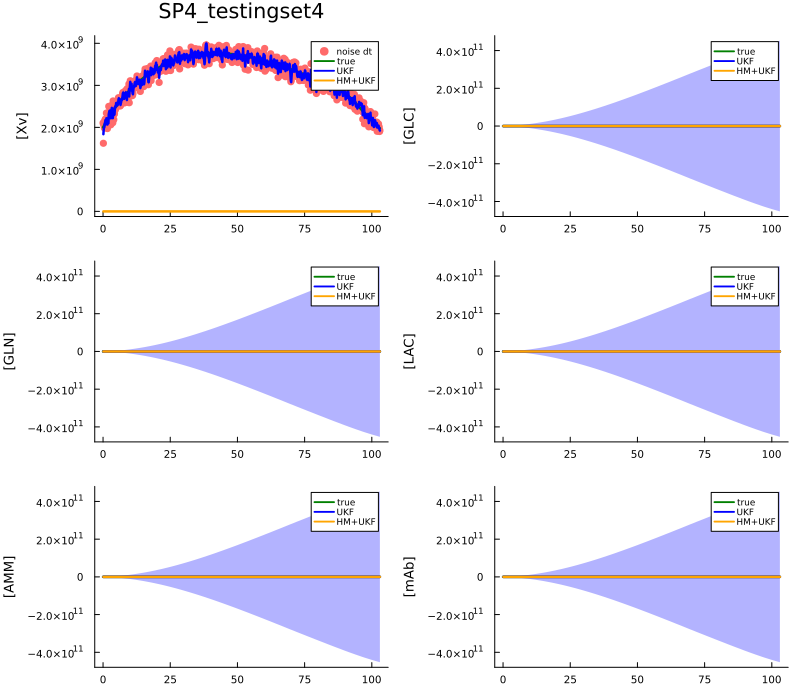 SP4_testingset4
[Xv]
4.0×10⁹
3.0×10⁹
2.0×10⁹
1.0×10⁹
0
0 25 50 75 100
noise dt
true
UKF
HM+UKF
[GLC]
4.0×10¹¹
2.0×10¹¹
0
−2.0×10¹¹
−4.0×10¹¹
0 25 50 75 100
true
UKF
HM+UKF
[GLN]
4.0×10¹¹
2.0×10¹¹
0
−2.0×10¹¹
−4.0×10¹¹
0 25 50 75 100
true
UKF
HM+UKF
[LAC]
4.0×10¹¹
2.0×10¹¹
0
−2.0×10¹¹
−4.0×10¹¹
0 25 50 75 100
true
UKF
HM+UKF
[AMM]
4.0×10¹¹
2.0×10¹¹
0
−2.0×10¹¹
−4.0×10¹¹
0 25 50 75 100
true
UKF
HM+UKF
[mAb]
4.0×10¹¹
2.0×10¹¹
0
−2.0×10¹¹
−4.0×10¹¹
0 25 50 75 100
true
UKF
HM+UKF